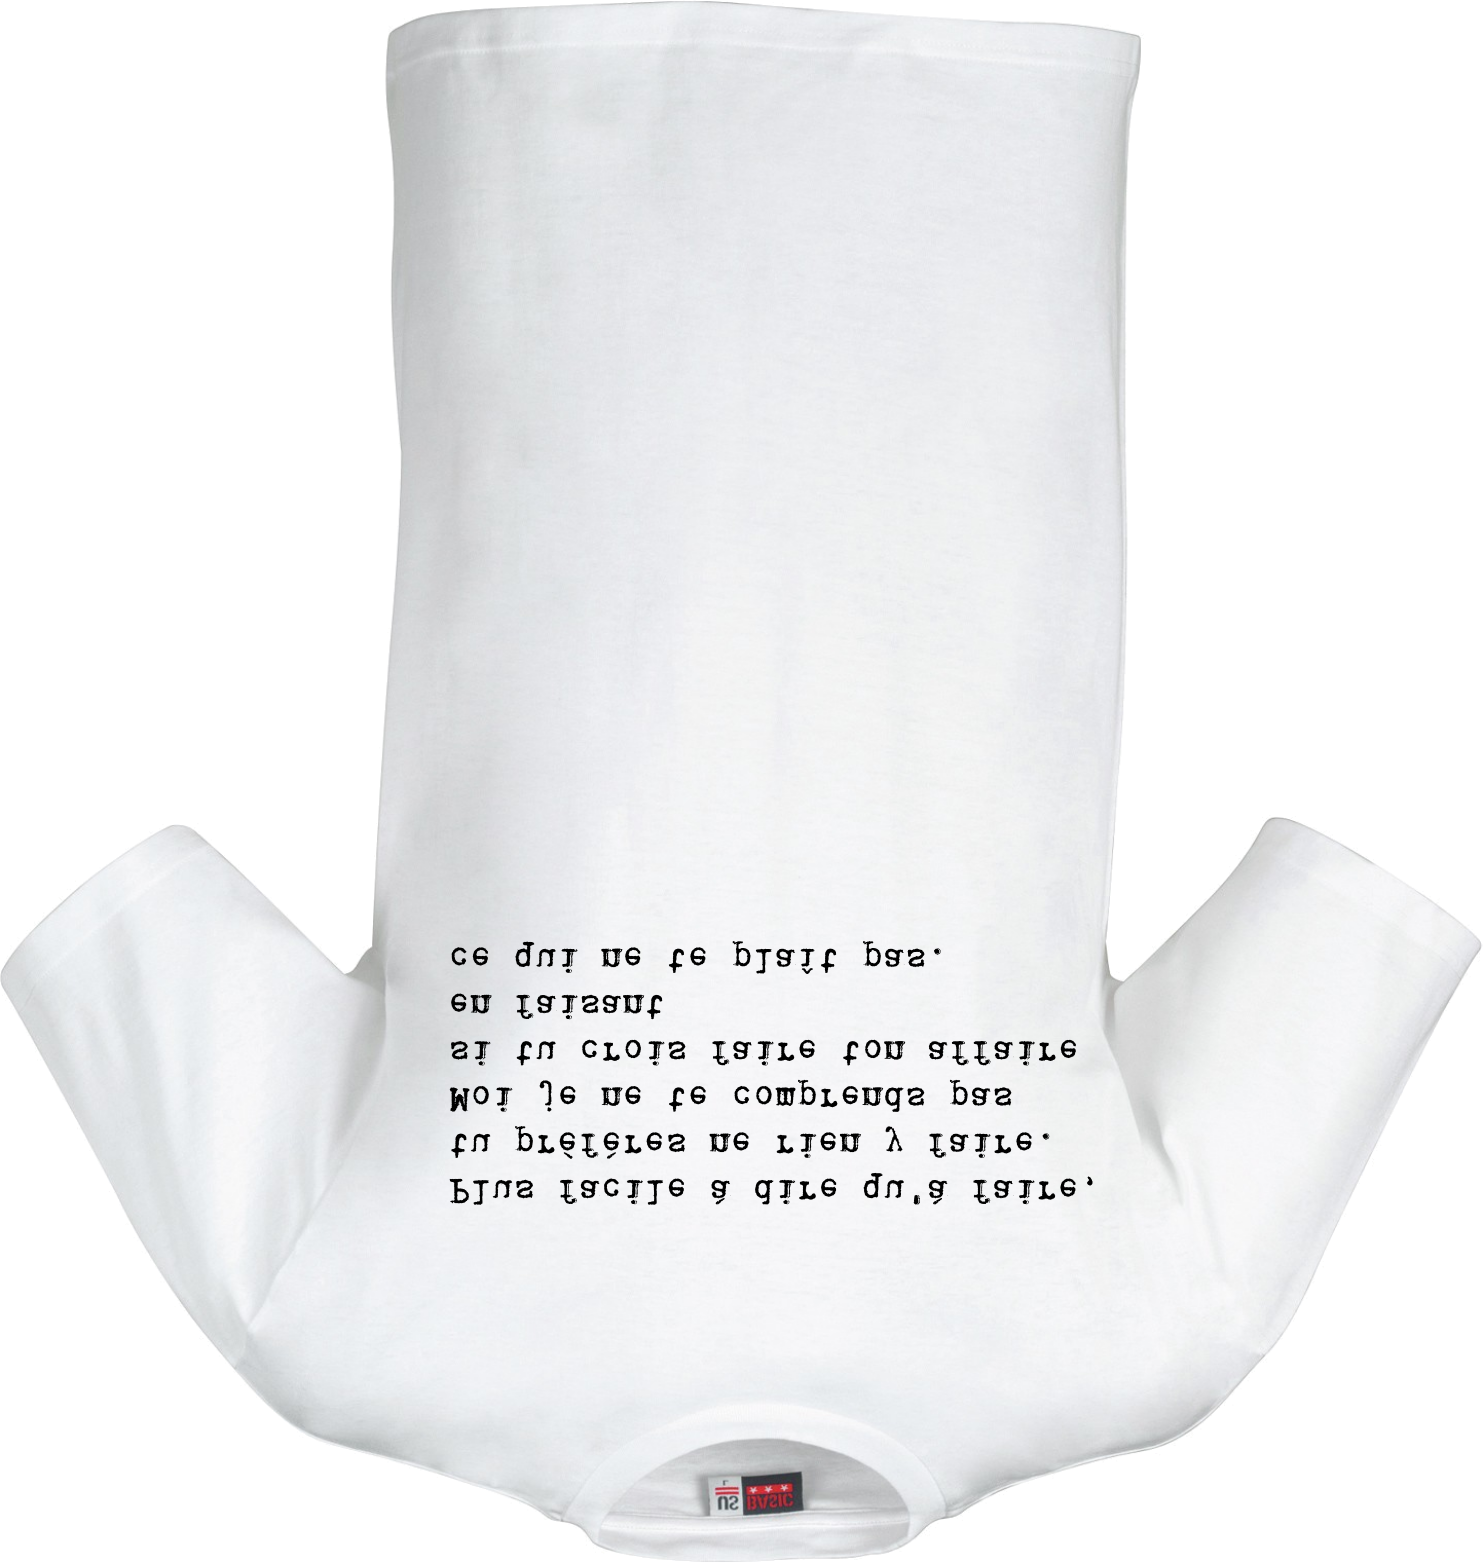 Plus facile à dire qu'à faire,
tu préfères ne rien y faire.
Moi je ne te comprends pas
si tu crois faire ton affaire
en faisant
ce qui ne te plaît pas.
US BASIC
L